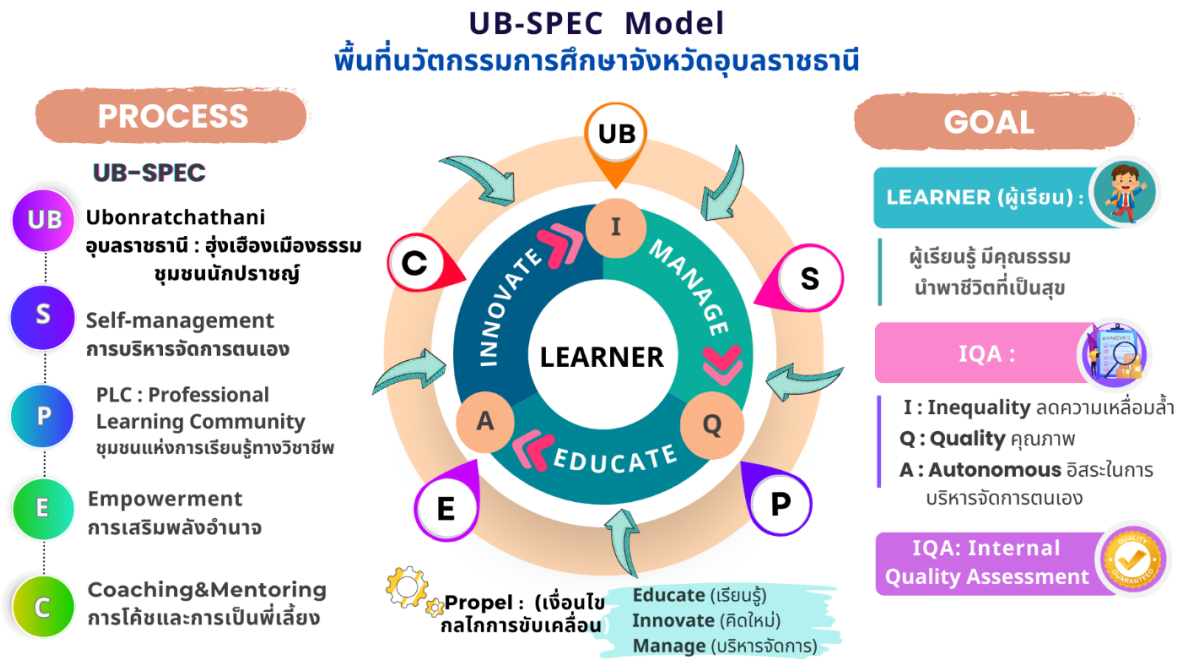 UB-SPEC Model
พื้นที่นวัตกรรมการศึกษาจังหวัดอุบลราชธานี
PROCESS
UB-SPEC
UB
Ubonratchathani
อุบลราชธานี : ฮุ่งเฮืองเมืองธรรม
ชุมชนนักปราชญ์
S
Self-management
การบริหารจัดการตนเอง
P
PLC : Professional
Learning Community
ชุมชนแห่งการเรียนรู้ทางวิชาชีพ
E
Empowerment
การเสริมพลังอำนาจ
C
Coaching&Mentoring
การโค้ชและการเป็นพี่เลี้ยง
UB
C
S
I
INNOVATE
MANAGE
LEARNER
A
Q
EDUCATE
E
P
Propel : (เงื่อนไข
กลไกการขับเคลื่อน
Educate (เรียนรู้)
Innovate (คิดใหม่)
Manage (บริหารจัดการ)
GOAL
LEARNER (ผู้เรียน) :
ผู้เรียนรู้ มีคุณธรรม
นำพาชีวิตที่เป็นสุข
IQA :
I : Inequality ลดความเหลื่อมล้ำ
Q : Quality คุณภาพ
A : Autonomous อิสระในการ
บริหารจัดการตนเอง
IQA: Internal
Quality Assessment
QUALITY
GUARANTEED